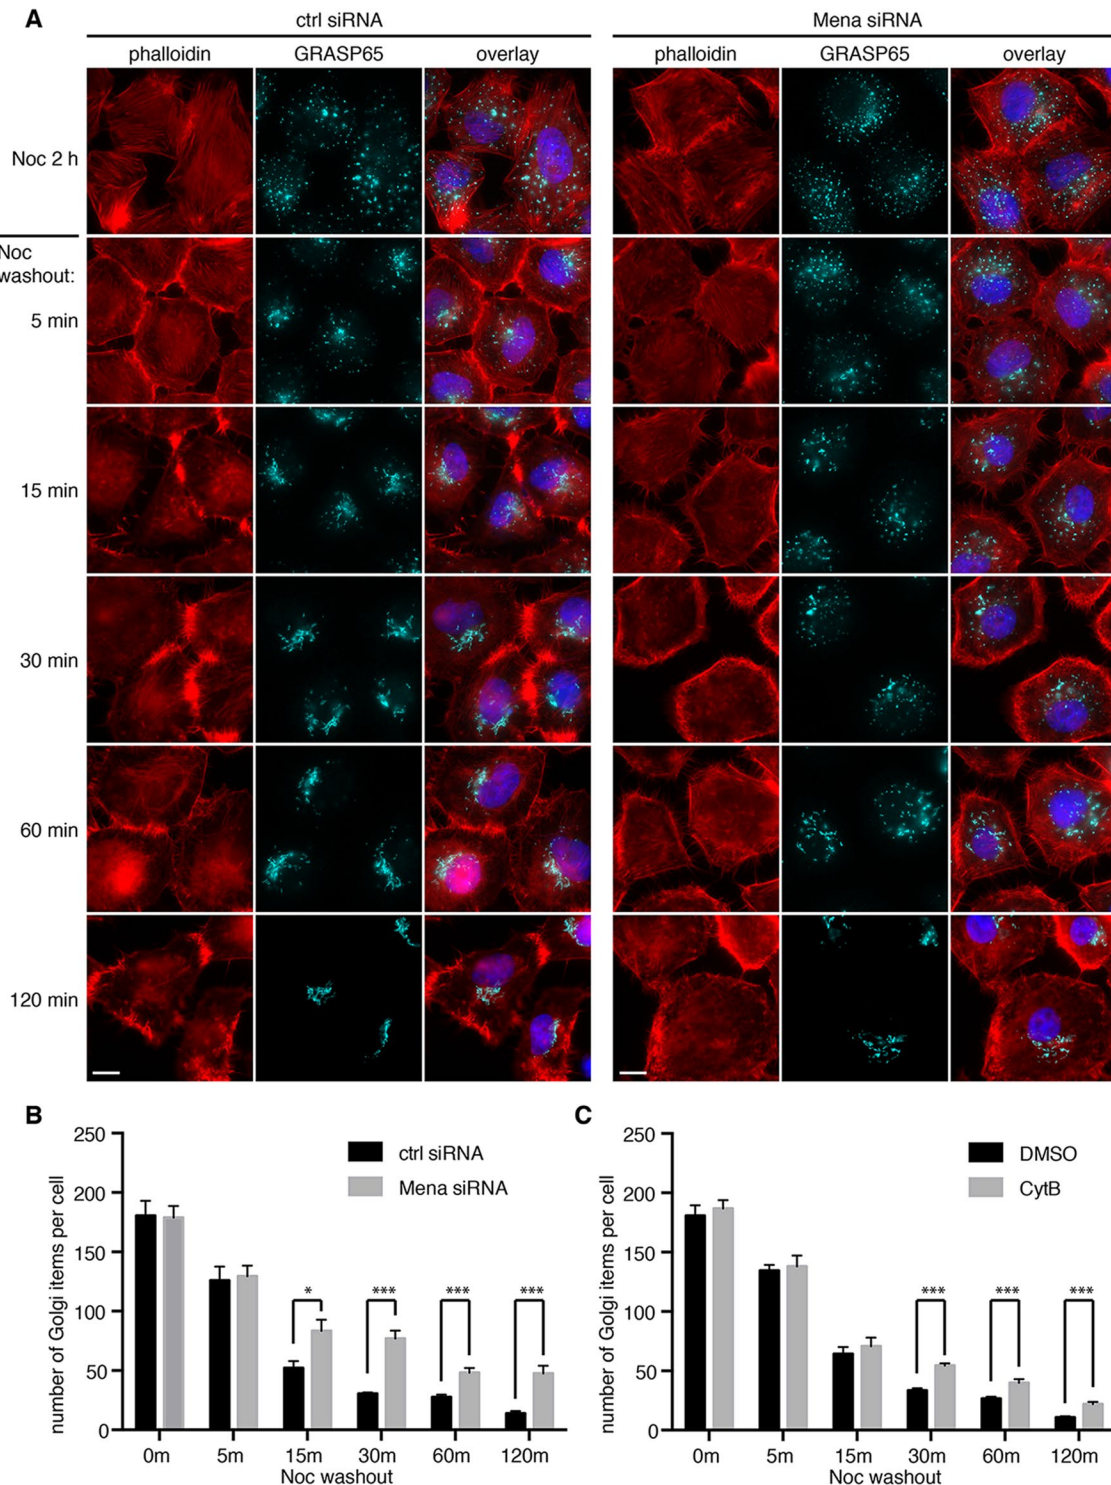 A
ctrl siRNA
Mena siRNA
phalloidin GRASP65 overlay phalloidin GRASP65 overlay
Noc 2 h
Noc
washout:
5 min
15 min
30 min
60 min
120 min
B
number of Golgi items per cell
250
200
150
100
50
0
ctrl siRNA
Mena siRNA
* *** *** ***
0m 5m 15m 30m 60m 120m
Noc washout
C
number of Golgi items per cell
250
200
150
100
50
0
DMSO
CytB
*** *** ***
0m 5m 15m 30m 60m 120m
Noc washout